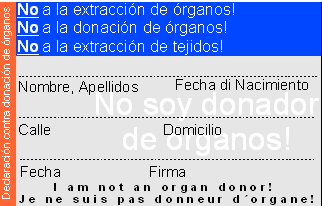 Declaración contra donación de órganos
No a la extracción de órganos!
No a la donación de órganos!
No a la extracción de tejidos!
Nombre, Apellidos Fecha di Nacimiento
No soy donador
Calle Domicilio
de órganos!
Fecha Firma
I am not an organ donor!
Je ne suis pas donneur d´organe!